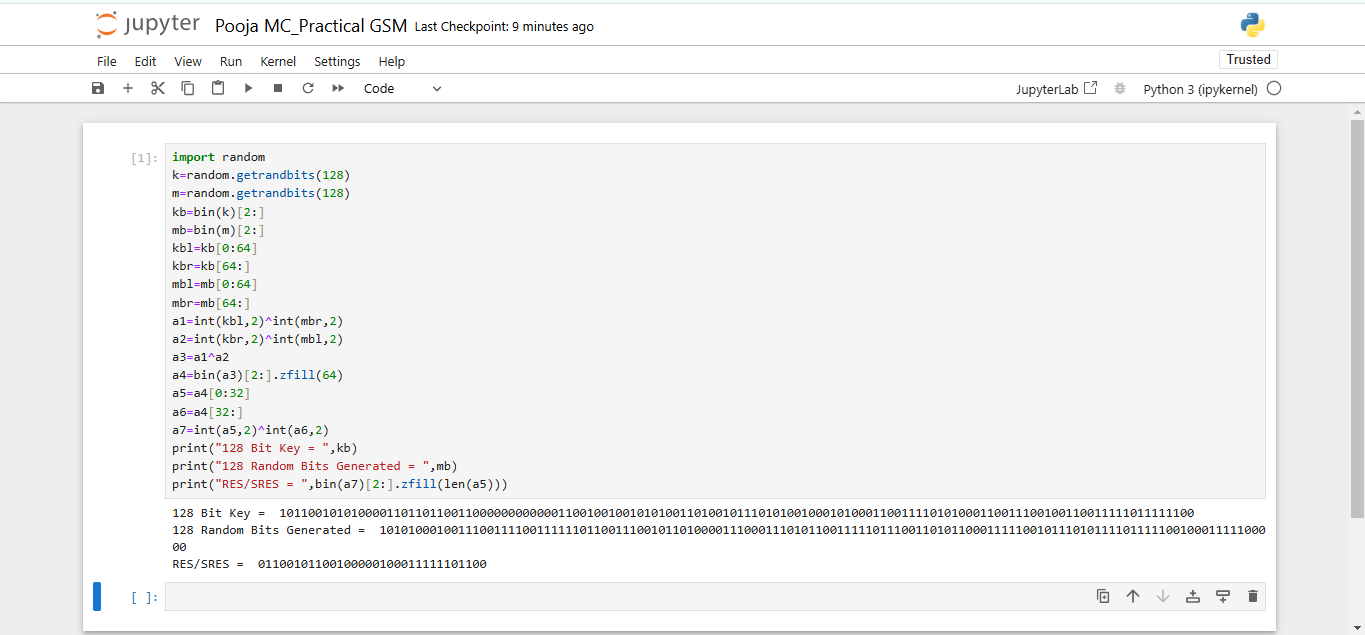 jupyter Pooja MC_Practical GSM Last Checkpoint: 9 minutes ago
File Edit View Run Kernel Settings Help Trusted
Code JupyterLab Python 3 (ipykernel)
[1]: import random
k=random.getrandbits(128)
m=random.getrandbits(128)
kb=bin(k)[2:]
mb=bin(m)[2:]
kbl=kb[0:64]
kbr=kb[64:]
mbl=mb[0:64]
mbr=mb[64:]
a1=int(kbl,2)^int(mbr,2)
a2=int(kbr,2)^int(mbl,2)
a3=a1^a2
a4=bin(a3)[2:].zfill(64)
a5=a4[0:32]
a6=a4[32:]
a7=int(a5,2)^int(a6,2)
print("128 Bit Key = ",kb)
print("128 Random Bits Generated = ",mb)
print("RES/SRES = ",bin(a7)[2:].zfill(len(a5)))
128 Bit Key =  10110010101000011011011001100000000000011001001001010100110100101110101001000101000110011110101000110011100100110011111011111100
128 Random Bits Generated =  1010100010011100111100111111011001110010110100001110001110101100111110111001101011000111110010111010111101111100100011111000
00
RES/SRES =  01100101100100000100011111101100
[ ]: